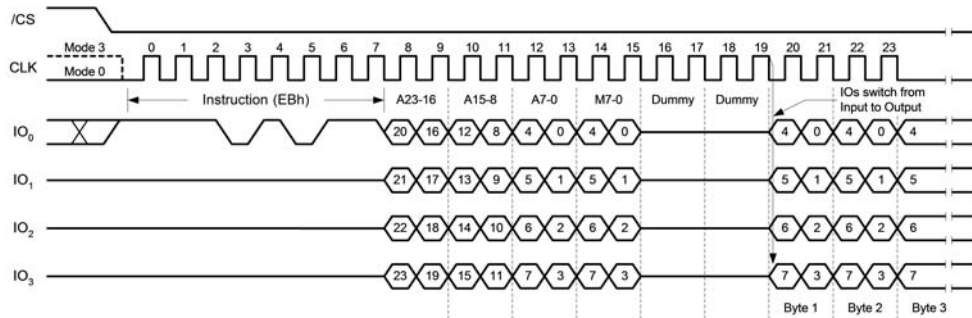 /CS
Mode 3 0 1 2 3 4 5 6 7 8 9 10 11 12 13 14 15 16 17 18 19 20 21 22 23
CLK
Mode 0
Instruction (EBh) A23-16 A15-8 A7-0 M7-0 Dummy Dummy IOs switch from
Input to Output
IO0 20 16 12 8 4 0 4 0 4 0 4 0 4
IO1 21 17 13 9 5 1 5 1 5 1 5 1 5
IO2 22 18 14 10 6 2 6 2 6 2 6 2 6
IO3 23 19 15 11 7 3 7 3 7 3 7 3 7
Byte 1 Byte 2 Byte 3